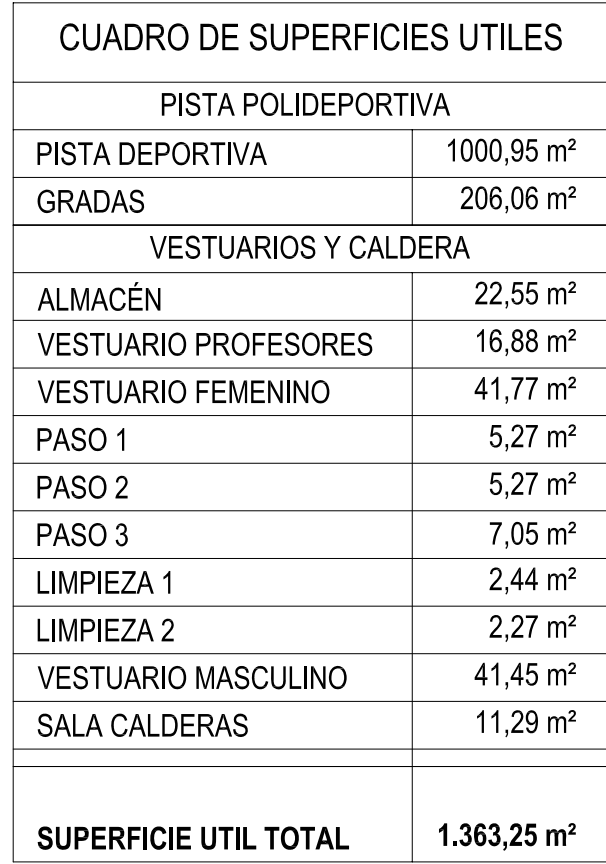 CUADRO DE SUPERFICIES UTILES
PISTA POLIDEPORTIVA
PISTA DEPORTIVA 1000,95 m²
GRADAS 206,06 m²
VESTUARIOS Y CALDERA
ALMACÉN 22,55 m²
VESTUARIO PROFESORES 16,88 m²
VESTUARIO FEMENINO 41,77 m²
PASO 1 5,27 m²
PASO 2 5,27 m²
PASO 3 7,05 m²
LIMPIEZA 1 2,44 m²
LIMPIEZA 2 2,27 m²
VESTUARIO MASCULINO 41,45 m²
SALA CALDERAS 11,29 m²
SUPERFICIE UTIL TOTAL 1.363,25 m²